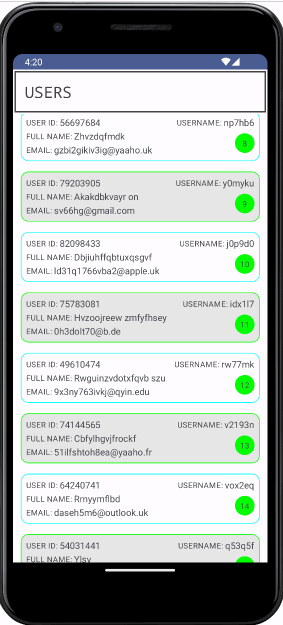 4:20
USERS
USER ID: 56697684 USERNAME: np7hb6
FULL NAME: Zhvzdqfmdk
8
EMAIL: gzbi2gikiv3ig@yaaho.uk
USER ID: 79203905 USERNAME: y0myku
FULL NAME: Akakdbkvayr on
9
EMAIL: sv66hg@gmail.com
USER ID: 82098433 USERNAME: j0p9d0
FULL NAME: Dbjiuhffqbtuxqsgvf
10
EMAIL: ld31q1766vba2@apple.uk
USER ID: 75783081 USERNAME: idx1l7
FULL NAME: Hvzoojreew zmfyfhsey
11
EMAIL: 0h3dolt70@b.de
USER ID: 49610474 USERNAME: rw77mk
FULL NAME: Rwguinzvdotxfqvb szu
12
EMAIL: 9x3ny763ivkj@qyin.edu
USER ID: 74144565 USERNAME: v2193n
FULL NAME: Cbfylhgvjfrockf
13
EMAIL: 51ilfshtoh8ea@yaaho.fr
USER ID: 64240741 USERNAME: vox2eq
FULL NAME: Rrnyymflbd
14
EMAIL: daseh5m6@outlook.uk
USER ID: 54031441 USERNAME: q53q5f
FULL NAME: Ylsv